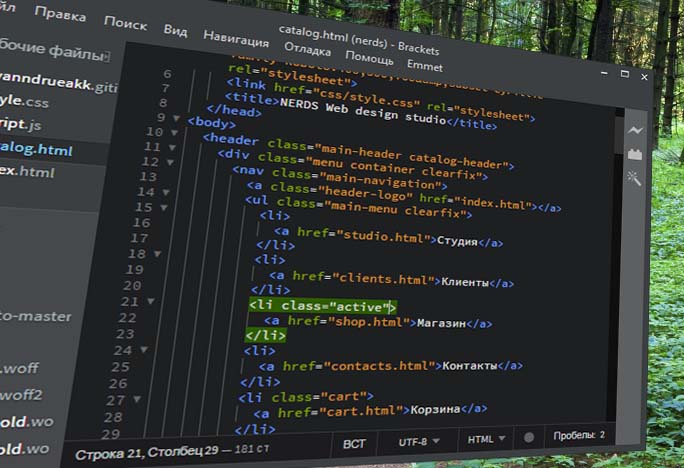 йл Правка Поиск Вид Навигация Отладка Помощь Emmet
catalog.html (nerds) - Brackets
бочие файлы
yanndrueakk.giti
yle.css
ript.js
alog.html
ex.html
to-master
.woff
.woff2
old.wo
old.wo
6 rel="stylesheet">
7 <link href="css/style.css" rel="stylesheet">
8 <title>NERDS Web design studio</title>
9 </head>
10 <body>
11 <header class="main-header catalog-header">
12 <div class="menu container clearfix">
13 <nav class="main-navigation">
14 <a class="header-logo" href="index.html"></a>
15 <ul class="main-menu clearfix">
16 <li>
17 <a href="studio.html">Студия</a>
18 </li>
19 <li>
20 <a href="clients.html">Клиенты</a>
21 </li>
22 <li class="active">
23 <a href="shop.html">Магазин</a>
24 </li>
25 <li>
26 <a href="contacts.html">Контакты</a>
27 </li>
28 <li class="cart">
29 <a href="cart.html">Корзина</a>
</li>
Строка 21, Столбец 29 — 181 ст
ВСТ UTF-8 HTML Пробелы: 2